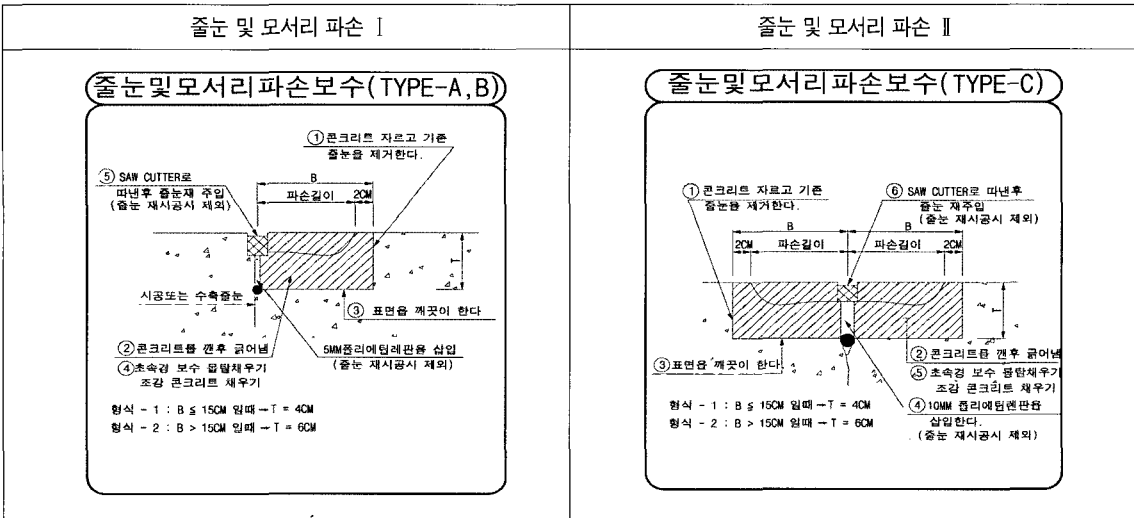 줄눈 및 모서리 파손 Ⅰ
줄눈 및 모서리 파손 Ⅱ
줄눈및모서리파손보수(TYPE-A,B)
①콘크리트 자르고 기존
줄눈을 제거한다.
⑤ SAW CUTTER로
따낸후 줄눈재 주입
(줄눈 재시공시 제외)
B
파손길이
2CM
T
시공또는 수축줄눈
③ 표면을 깨끗이 한다
②콘크리트를 깬후 긁어냄
④초속경 보수 몰탈채우기
조강 콘크리트 채우기
5MM폴리에틸렌판을 삽입
(줄눈 재시공시 제외)
형식 - 1 : B ≤ 15CM 일때→T = 4CM
형식 - 2 : B > 15CM 일때→T = 6CM
줄눈및모서리파손보수(TYPE-C)
①콘크리트 자르고 기존
줄눈을 제거한다.
⑥ SAW CUTTER로 따낸후
줄눈 재주입
(줄눈 재시공시 제외)
B
B
2CM
파손길이
파손길이
2CM
T
③표면을 깨끗이 한다.
②콘크리트를 깬후 긁어냄
⑤초속경 보수 몰탈채우기
조강 콘크리트 채우기
④10MM 폴리에틸렌판을
삽입한다.
(줄눈 재시공시 제외)
형식 - 1 : B ≤ 15CM 일때→T = 4CM
형식 - 2 : B > 15CM 일때→T = 6CM